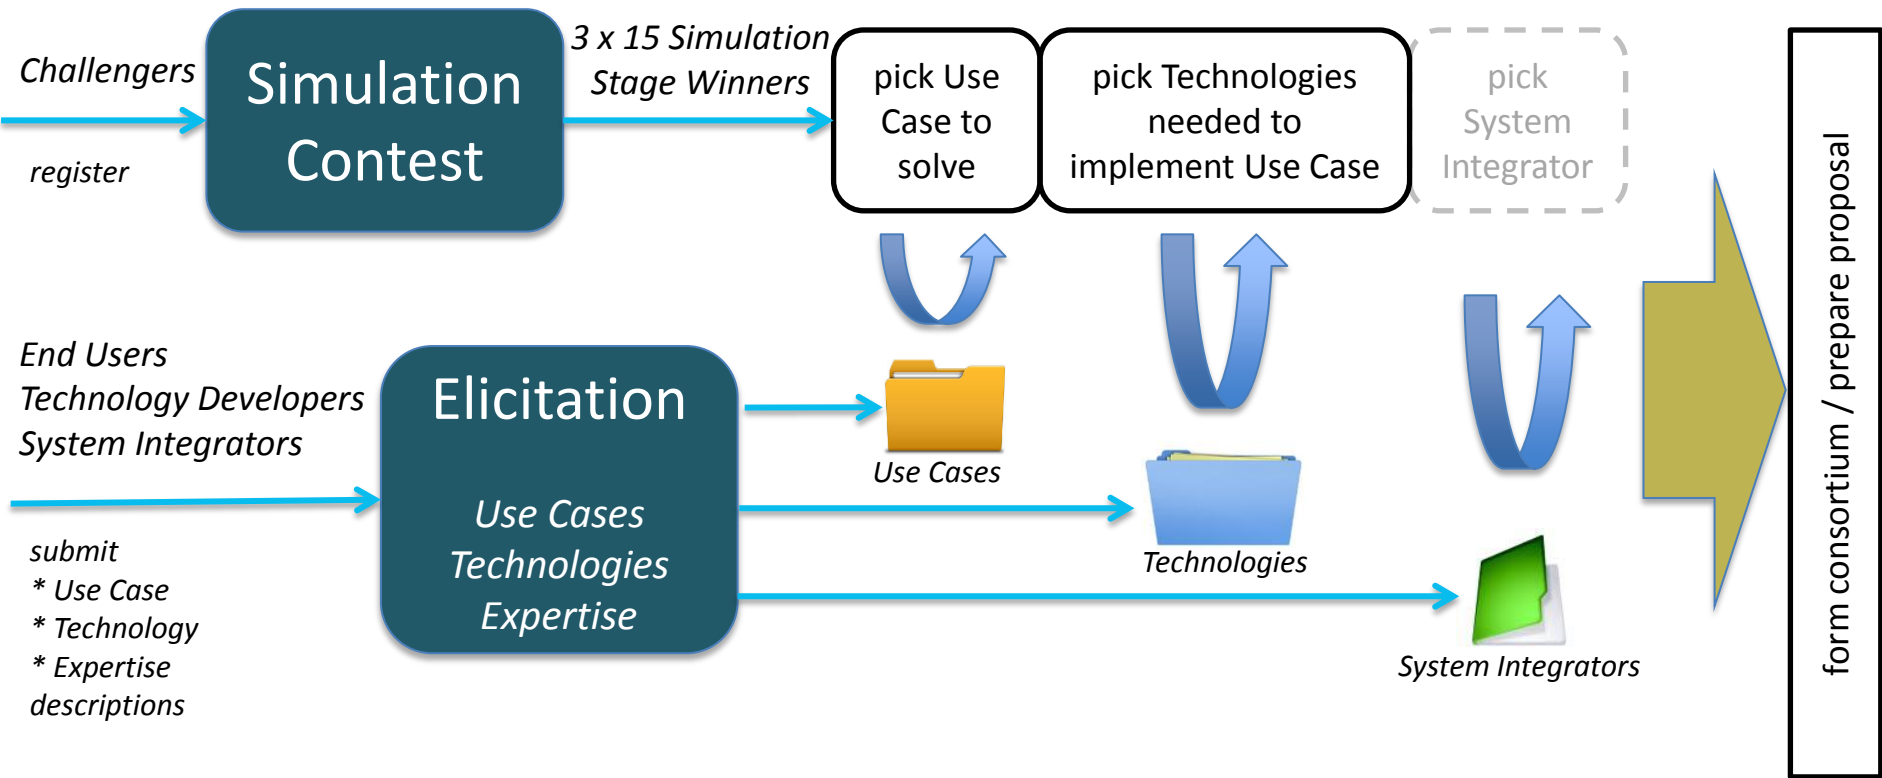 Challengers
register
Simulation
Contest
3 x 15 Simulation
Stage Winners
pick Use
Case to
solve
pick Technologies
needed to
implement Use Case
pick
System
Integrator
End Users
Technology Developers
System Integrators
submit
* Use Case
* Technology
* Expertise
descriptions
Elicitation
Use Cases
Technologies
Expertise
Use Cases
Technologies
System Integrators
form consortium / prepare proposal